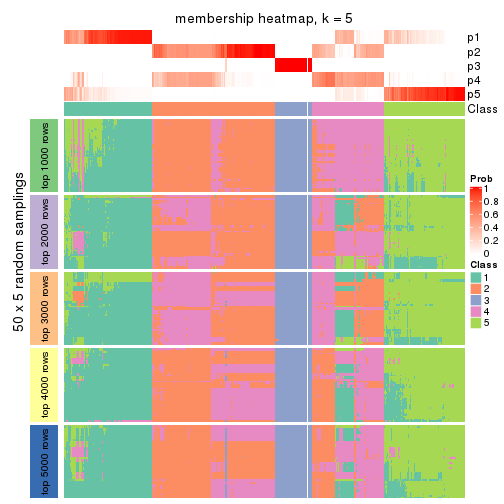 membership heatmap, k = 5
p1
p2
p3
p4
p5
Class
50 x 5 random samplings
top 1000 rows
top 2000 rows
top 3000 rows
top 4000 rows
top 5000 rows
Prob
1
0.8
0.6
0.4
0.2
0
Class
1
2
3
4
5